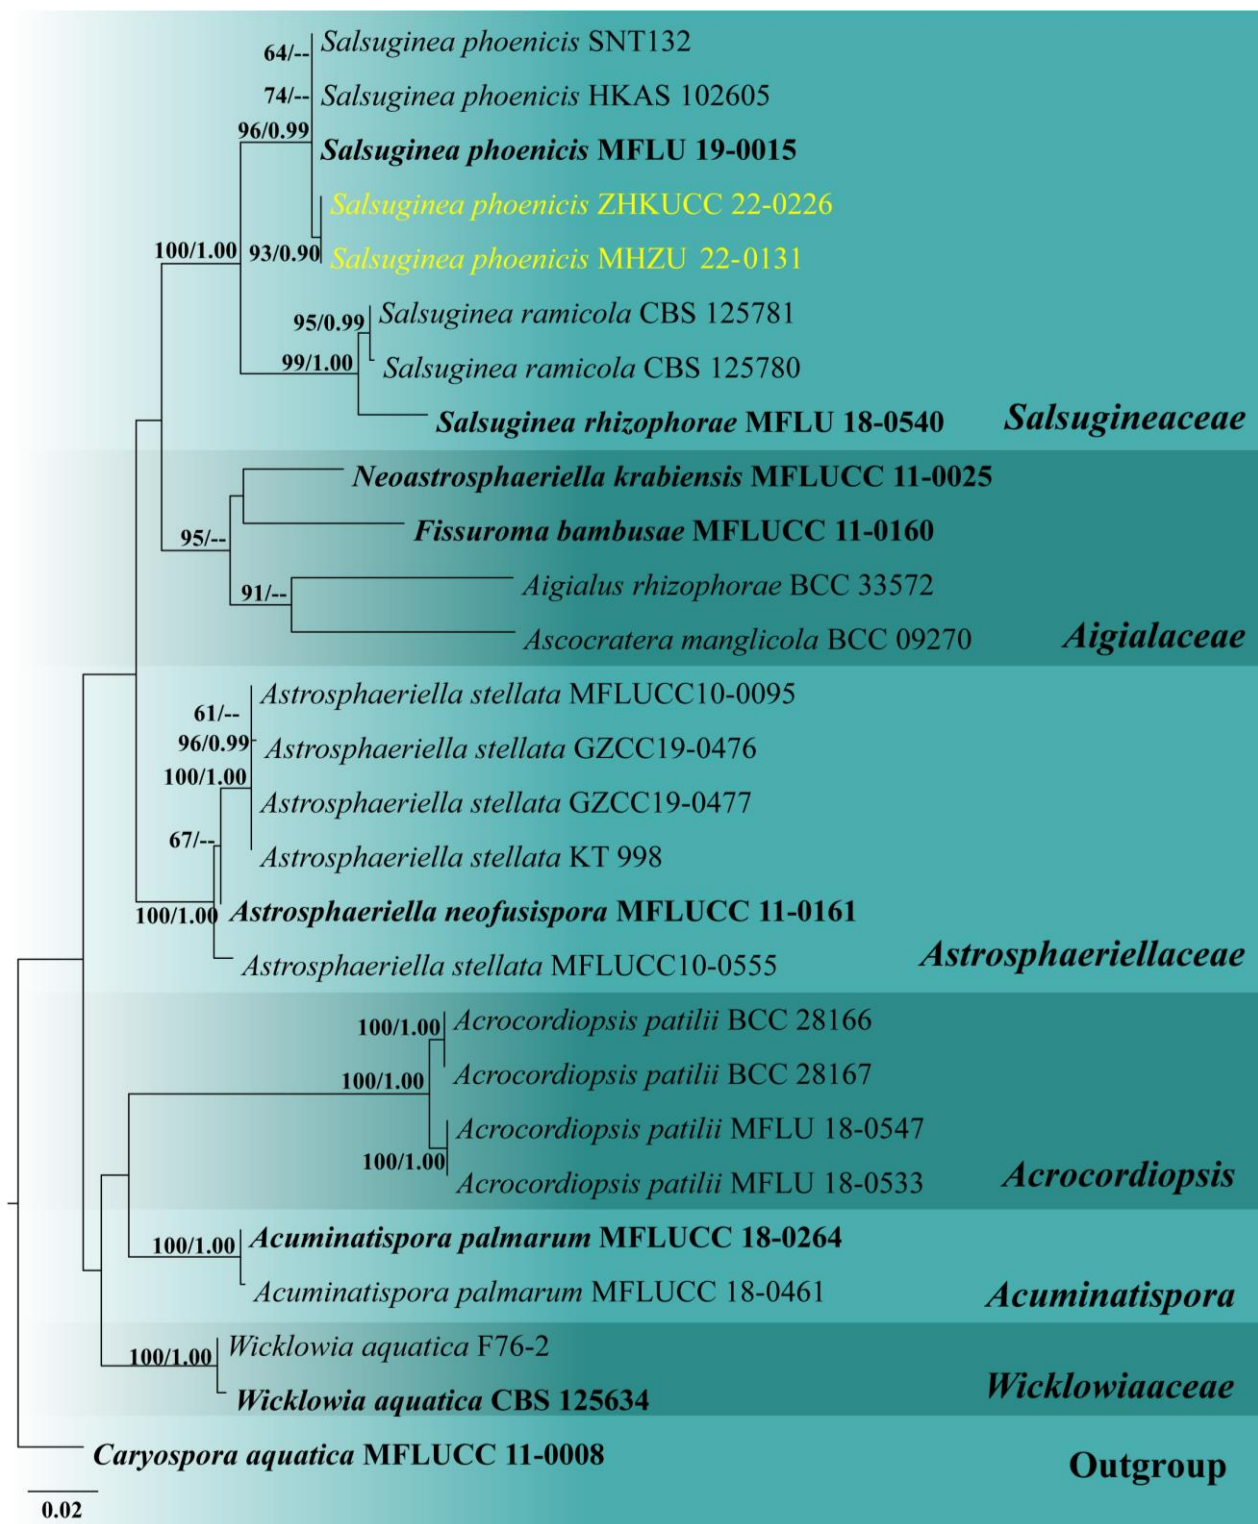 64/--
Salsuginea phoenicis SNT132
74/--
Salsuginea phoenicis HKAS 102605
96/0.99
Salsuginea phoenicis MFLU 19-0015
Salsuginea phoenicis ZHKUCC 22-0226
100/1.00
93/0.90
Salsuginea phoenicis MHZU 22-0131
Salsuginea ramicola CBS 125781
95/0.99
99/1.00
Salsuginea ramicola CBS 125780
Salsuginea rhizophorae MFLU 18-0540
Salsugineaceae
Neoastrosphaeriella krabiensis MFLUCC 11-0025
Fissuroma bambusae MFLUCC 11-0160
95/--
Aigialus rhizophorae BCC 33572
91/--
Ascocratera manglicola BCC 09270
Aigialaceae
Astrosphaeriella stellata MFLUCC10-0095
61/--
96/0.99
Astrosphaeriella stellata GZCC19-0476
100/1.00
Astrosphaeriella stellata GZCC19-0477
67/--
Astrosphaeriella stellata KT 998
100/1.00
Astrosphaeriella neofusispora MFLUCC 11-0161
Astrosphaeriella stellata MFLUCC10-0555
Astrosphaeriellaceae
100/1.00
Acrocordiopsis patilii BCC 28166
100/1.00
Acrocordiopsis patilii BCC 28167
Acrocordiopsis patilii MFLU 18-0547
100/1.00
Acrocordiopsis patilii MFLU 18-0533
Acrocordiopsis
100/1.00
Acuminatispora palmarum MFLUCC 18-0264
Acuminatispora palmarum MFLUCC 18-0461
Acuminatispora
Wicklowia aquatica F76-2
100/1.00
Wicklowia aquatica CBS 125634
Wicklowiaaceae
Caryospora aquatica MFLUCC 11-0008
Outgroup
0.02